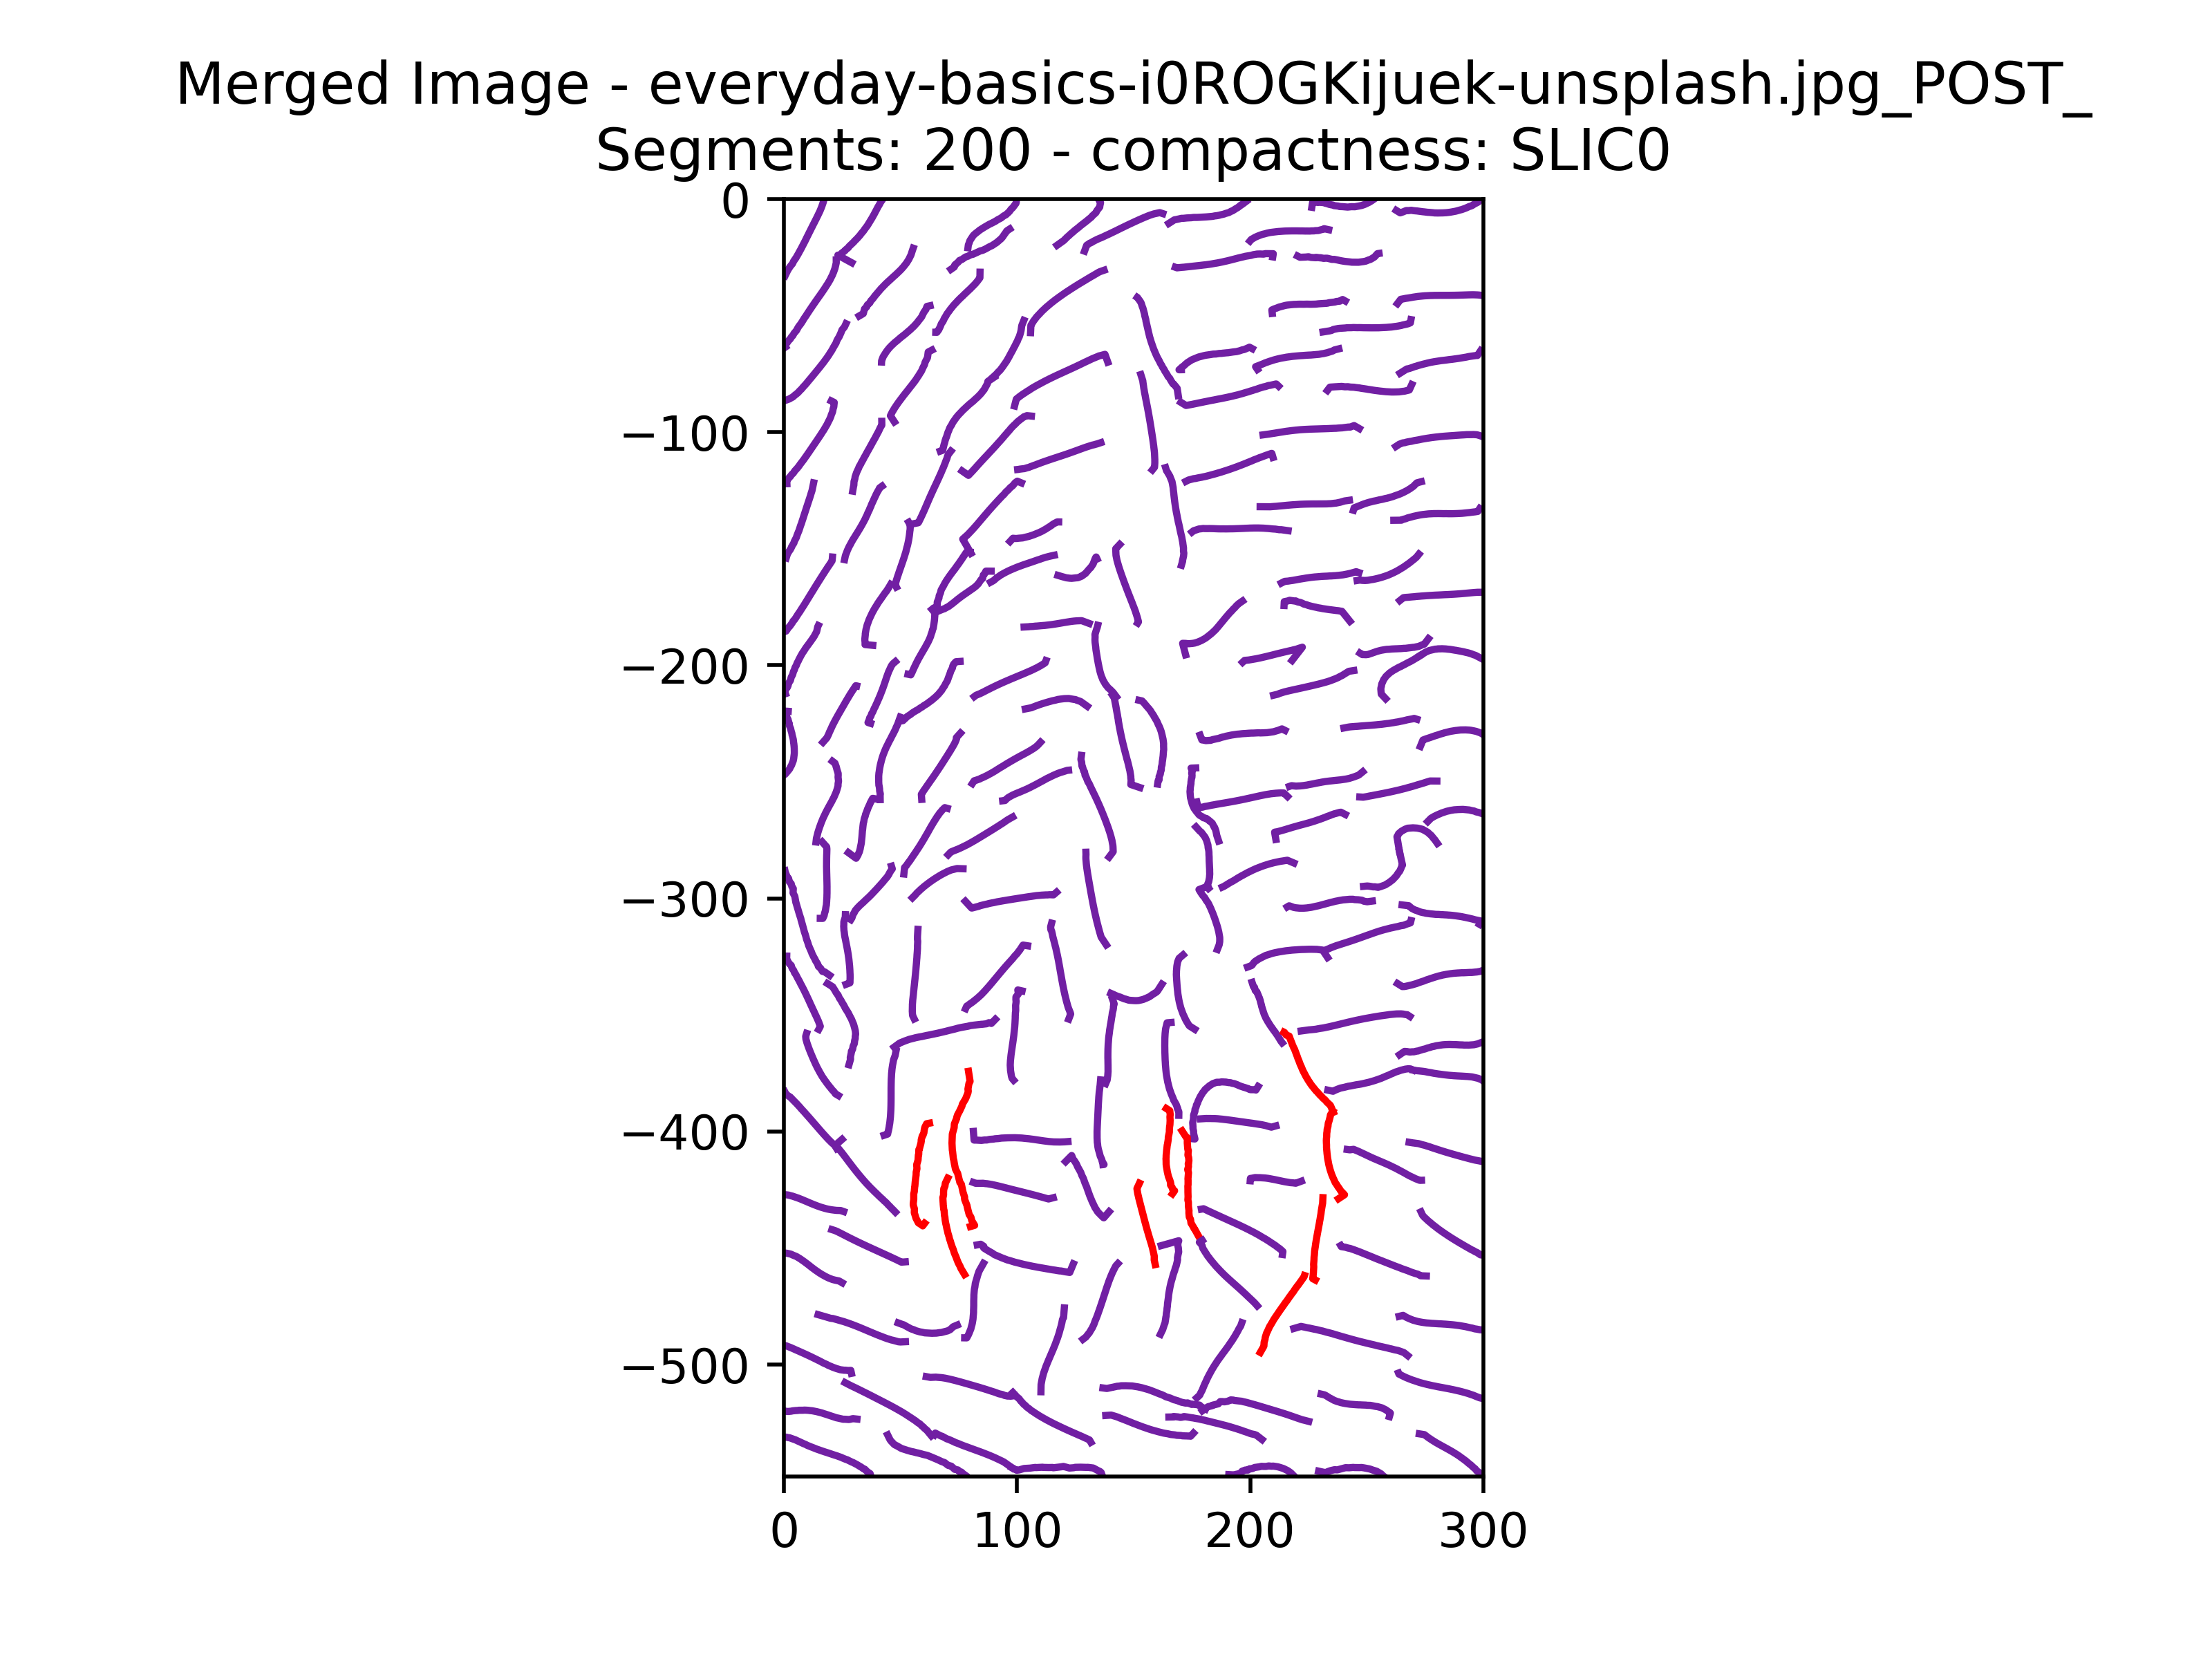 Merged Image - everyday-basics-i0ROGKijuek-unsplash.jpg_POST_
Segments: 200 - compactness: SLIC0
0
−100
−200
−300
−400
−500
0 100 200 300